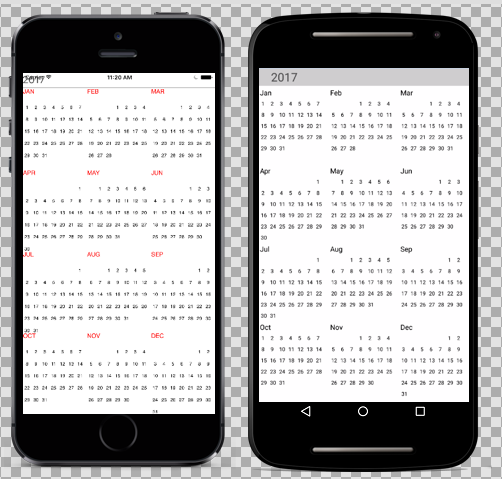 Carrier 11:20 AM
2017
JAN FEB MAR
1 2 3 4 5 6 7 1 2 3 4 1 2 3 4
8 9 10 11 12 13 14 5 6 7 8 9 10 11 5 6 7 8 9 10 11
15 16 17 18 19 20 21 12 13 14 15 16 17 18 12 13 14 15 16 17 18
22 23 24 25 26 27 28 19 20 21 22 23 24 25 19 20 21 22 23 24 25
29 30 31 26 27 28 26 27 28 29 30 31
APR MAY JUN
1 1 2 3 4 5 6 1 2 3
2 3 4 5 6 7 8 7 8 9 10 11 12 13 4 5 6 7 8 9 10
9 10 11 12 13 14 15 14 15 16 17 18 19 20 11 12 13 14 15 16 17
16 17 18 19 20 21 22 21 22 23 24 25 26 27 18 19 20 21 22 23 24
23 24 25 26 27 28 29 28 29 30 31 25 26 27 28 29 30
30
JUL AUG SEP
1 1 2 3 4 5 1 2
2 3 4 5 6 7 8 6 7 8 9 10 11 12 3 4 5 6 7 8 9
9 10 11 12 13 14 15 13 14 15 16 17 18 19 10 11 12 13 14 15 16
16 17 18 19 20 21 22 20 21 22 23 24 25 26 17 18 19 20 21 22 23
23 24 25 26 27 28 29 27 28 29 30 31 24 25 26 27 28 29 30
30 31
OCT NOV DEC
1 2 3 4 5 6 7 1 2 3 4 1 2
8 9 10 11 12 13 14 5 6 7 8 9 10 11 3 4 5 6 7 8 9
15 16 17 18 19 20 21 12 13 14 15 16 17 18 10 11 12 13 14 15 16
22 23 24 25 26 27 28 19 20 21 22 23 24 25 17 18 19 20 21 22 23
29 30 31 26 27 28 29 30 24 25 26 27 28 29 30
31
2017
Jan Feb Mar
1 2 3 4 5 6 7 1 2 3 4 1 2 3 4
8 9 10 11 12 13 14 5 6 7 8 9 10 11 5 6 7 8 9 10 11
15 16 17 18 19 20 21 12 13 14 15 16 17 18 12 13 14 15 16 17 18
22 23 24 25 26 27 28 19 20 21 22 23 24 25 19 20 21 22 23 24 25
29 30 31 26 27 28 26 27 28 29 30 31
Apr May Jun
1 1 2 3 4 5 6 1 2 3
2 3 4 5 6 7 8 7 8 9 10 11 12 13 4 5 6 7 8 9 10
9 10 11 12 13 14 15 14 15 16 17 18 19 20 11 12 13 14 15 16 17
16 17 18 19 20 21 22 21 22 23 24 25 26 27 18 19 20 21 22 23 24
23 24 25 26 27 28 29 28 29 30 31 25 26 27 28 29 30
30
Jul Aug Sep
1 1 2 3 4 5 1 2
2 3 4 5 6 7 8 6 7 8 9 10 11 12 3 4 5 6 7 8 9
9 10 11 12 13 14 15 13 14 15 16 17 18 19 10 11 12 13 14 15 16
16 17 18 19 20 21 22 20 21 22 23 24 25 26 17 18 19 20 21 22 23
23 24 25 26 27 28 29 27 28 29 30 31 24 25 26 27 28 29 30
30 31
Oct Nov Dec
1 2 3 4 5 6 7 1 2 3 4 1 2
8 9 10 11 12 13 14 5 6 7 8 9 10 11 3 4 5 6 7 8 9
15 16 17 18 19 20 21 12 13 14 15 16 17 18 10 11 12 13 14 15 16
22 23 24 25 26 27 28 19 20 21 22 23 24 25 17 18 19 20 21 22 23
29 30 31 26 27 28 29 30 24 25 26 27 28 29 30
31